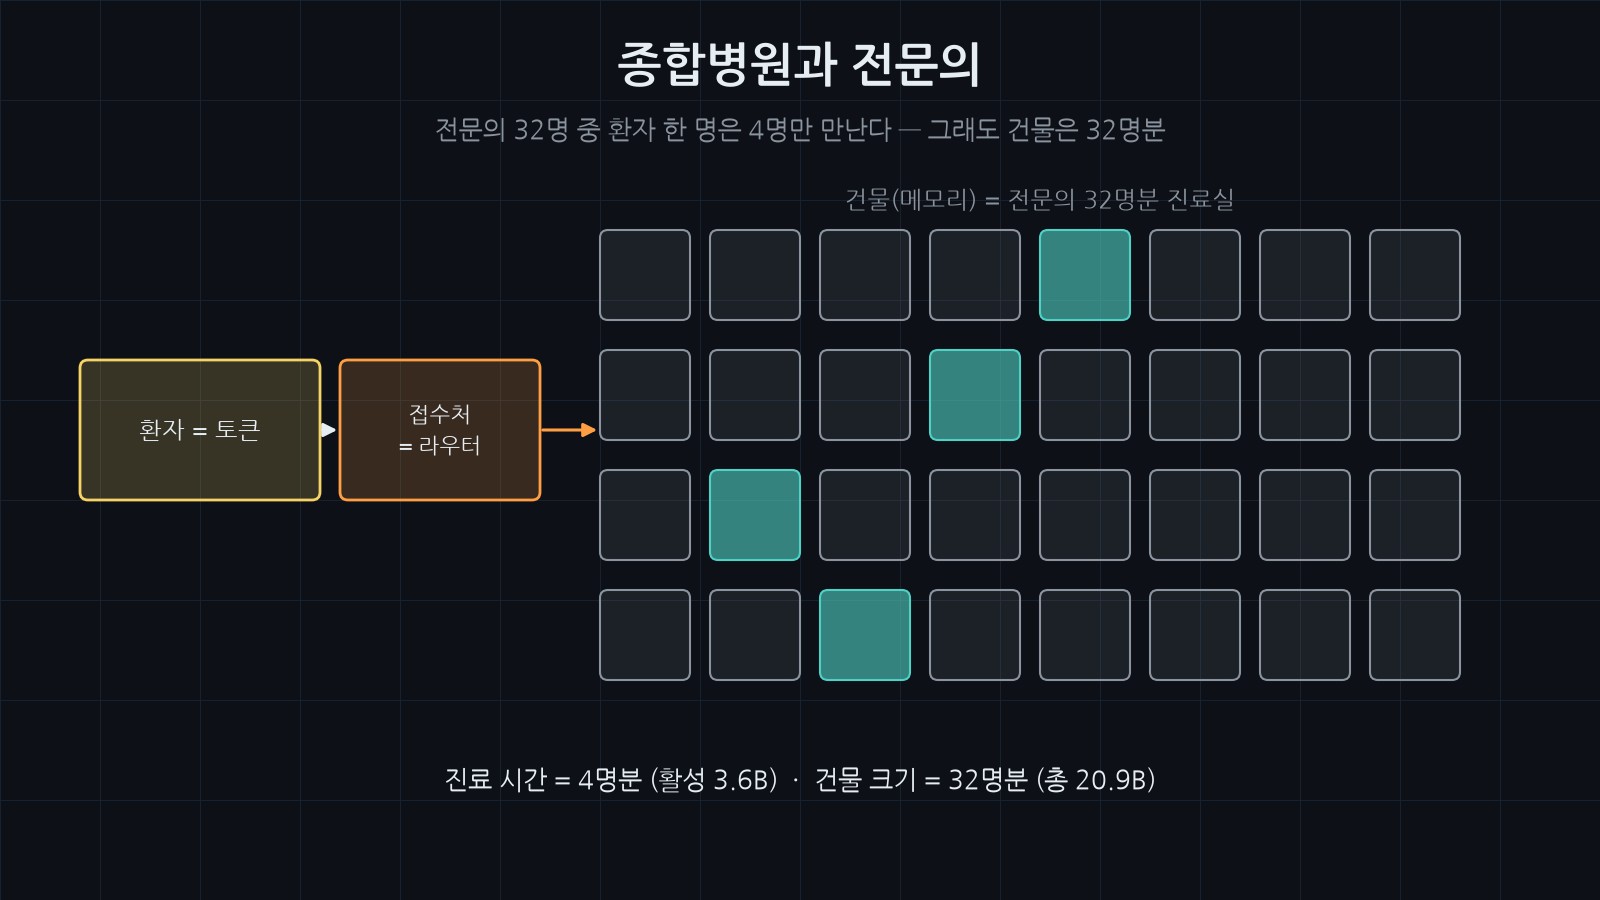 종합병원과 전문의
전문의 32명 중 환자 한 명은 4명만 만난다 — 그래도 건물은 32명분
건물(메모리) = 전문의 32명분 진료실
환자 = 토큰
접수처
= 라우터
진료 시간 = 4명분 (활성 3.6B) · 건물 크기 = 32명분 (총 20.9B)